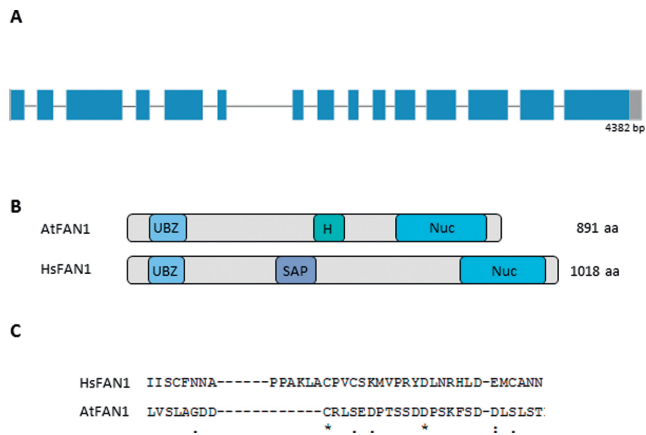 A
4382 bp
B
AtFAN1 UBZ H Nuc 891 aa
HsFAN1 UBZ SAP Nuc 1018 aa
C
HsFAN1 IISCFNNA------PPAKLACPVCSKMVPRYDLNRHLD-EMCANN
AtFAN1 LVSLAGDD------------CRLSEDPTSSDDPSKFSD-DLSLST
. * . . * : .